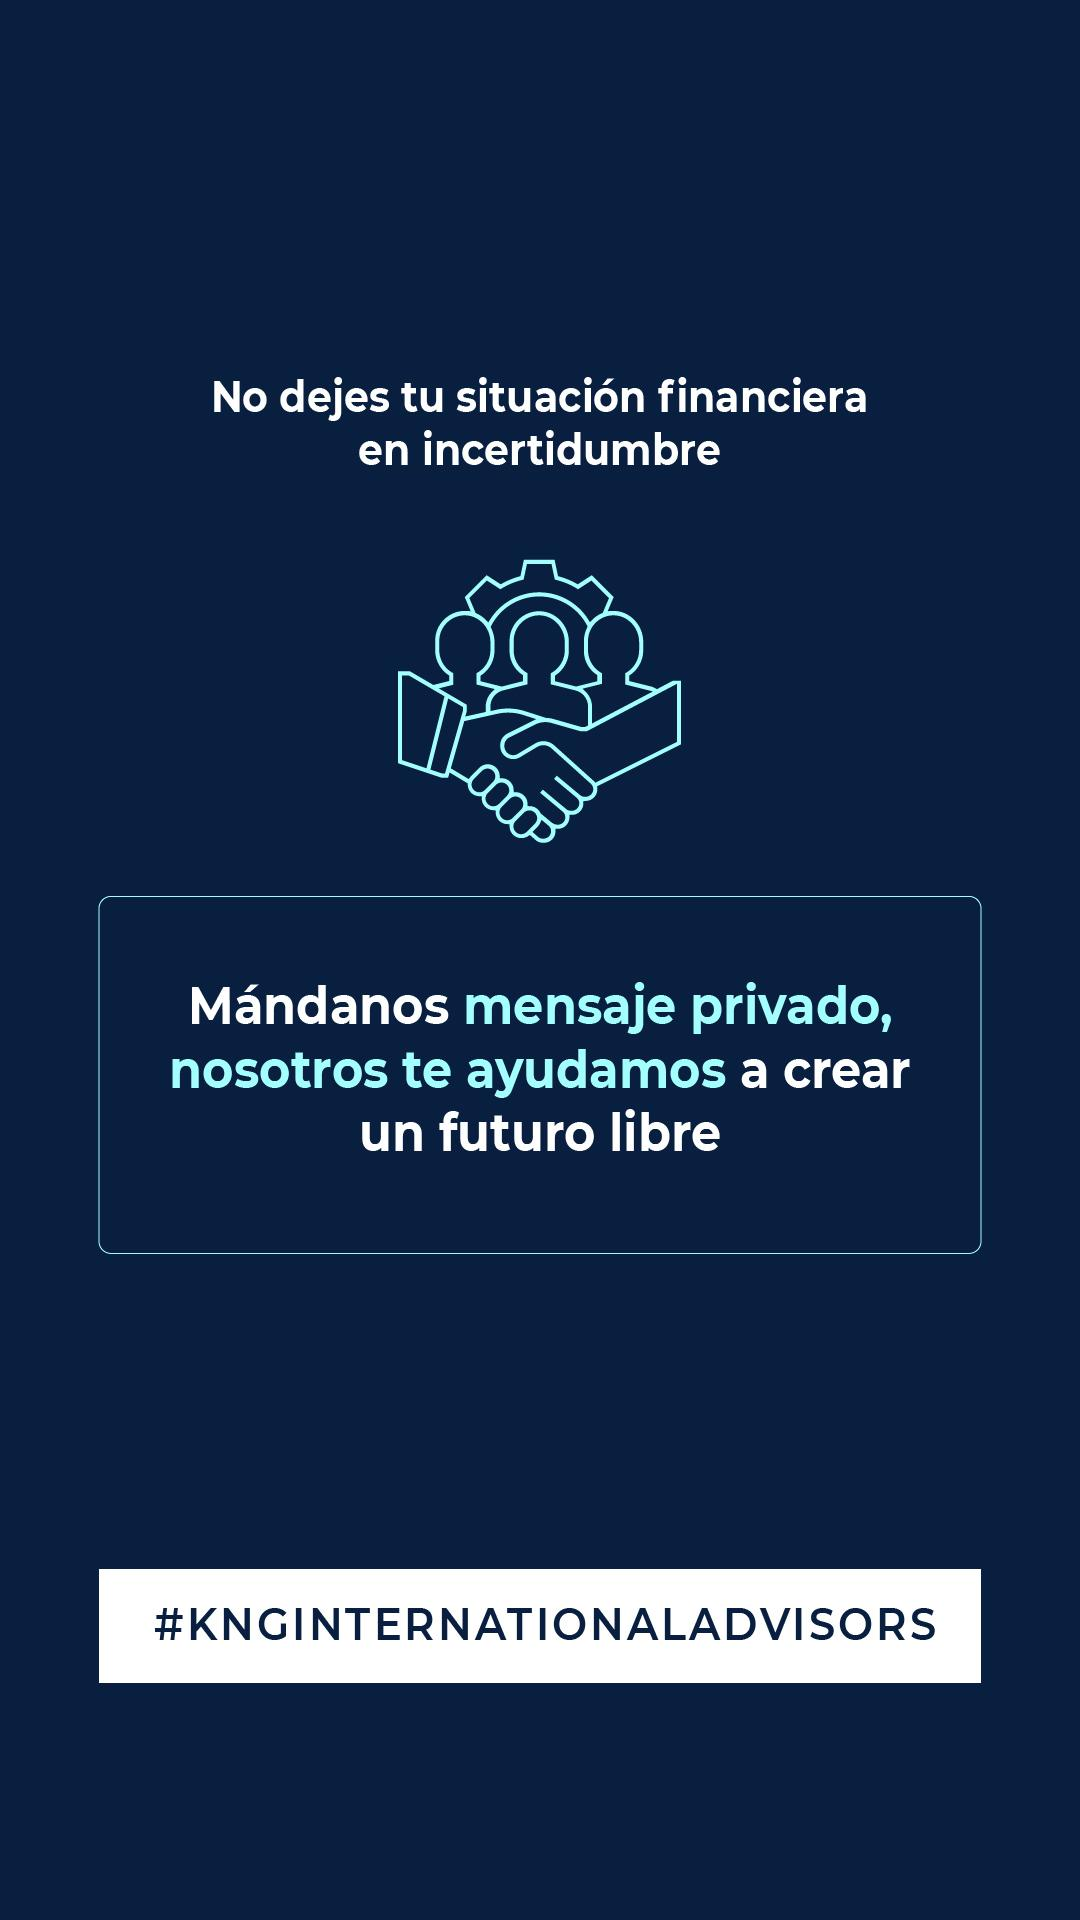 No dejes tu situación financiera
en incertidumbre
Mándanos mensaje privado,
nosotros te ayudamos a crear
un futuro libre
#KNGINTERNATIONALADVISORS